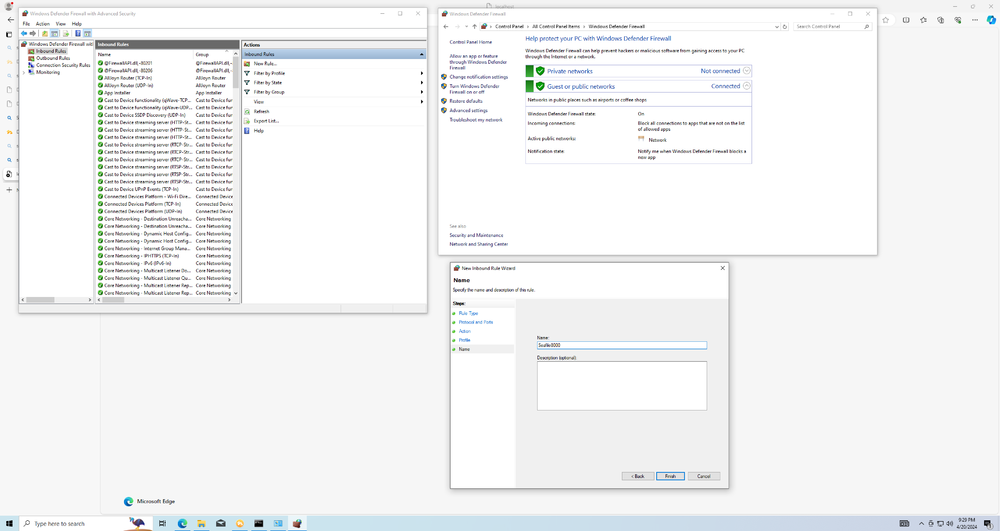 localhost
Windows Defender Firewall with Advanced Security
File Action View Help
Windows Defender Firewall witl
Inbound Rules
Outbound Rules
Connection Security Rules
Monitoring
Inbound Rules
Name Group
@FirewallAPI.dll,-80201 @FirewallAPI.dll,-
@FirewallAPI.dll,-80206 @FirewallAPI.dll,-
AllJoyn Router (TCP-In) AllJoyn Router
AllJoyn Router (UDP-In) AllJoyn Router
App Installer App Installer
Cast to Device functionality (qWave-TCP... Cast to Device fur
Cast to Device functionality (qWave-UDP... Cast to Device fur
Cast to Device SSDP Discovery (UDP-In) Cast to Device fur
Cast to Device streaming server (HTTP-St... Cast to Device fur
Cast to Device streaming server (HTTP-St... Cast to Device fur
Cast to Device streaming server (HTTP-St... Cast to Device fur
Cast to Device streaming server (RTCP-Str... Cast to Device fur
Cast to Device streaming server (RTCP-Str... Cast to Device fur
Cast to Device streaming server (RTCP-Str... Cast to Device fur
Cast to Device streaming server (RTSP-Str... Cast to Device fur
Cast to Device streaming server (RTSP-Str... Cast to Device fur
Cast to Device streaming server (RTSP-Str... Cast to Device fur
Cast to Device UPnP Events (TCP-In) Cast to Device fur
Connected Devices Platform - Wi-Fi Dire... Connected Device
Connected Devices Platform (TCP-In) Connected Device
Connected Devices Platform (UDP-In) Connected Device
Core Networking - Destination Unreacha... Core Networking
Core Networking - Destination Unreacha... Core Networking
Core Networking - Dynamic Host Config... Core Networking
Core Networking - Dynamic Host Config... Core Networking
Core Networking - Internet Group Mana... Core Networking
Core Networking - IPHTTPS (TCP-In) Core Networking
Core Networking - IPv6 (IPv6-In) Core Networking
Core Networking - Multicast Listener Do... Core Networking
Core Networking - Multicast Listener Qu... Core Networking
Core Networking - Multicast Listener Rep... Core Networking
Core Networking - Multicast Listener Rep... Core Networking
Actions
Inbound Rules
New Rule...
Filter by Profile
Filter by State
Filter by Group
View
Refresh
Export List...
Help
Windows Defender Firewall
Control Panel > All Control Panel Items > Windows Defender Firewall
Search Control Panel
Control Panel Home
Allow an app or feature
through Windows Defender
Firewall
Change notification settings
Turn Windows Defender
Firewall on or off
Restore defaults
Advanced settings
Troubleshoot my network
See also
Security and Maintenance
Network and Sharing Center
Help protect your PC with Windows Defender Firewall
Windows Defender Firewall can help prevent hackers or malicious software from gaining access to your PC
through the Internet or a network.
Private networks Not connected
Guest or public networks Connected
Networks in public places such as airports or coffee shops
Windows Defender Firewall state: On
Incoming connections: Block all connections to apps that are not on the list
of allowed apps
Active public networks: Network
Notification state: Notify me when Windows Defender Firewall blocks a
new app
New Inbound Rule Wizard
Name
Specify the name and description of this rule.
Steps:
Rule Type
Protocol and Ports
Action
Profile
Name
Name:
Seafile8000
Description (optional):
< Back Finish Cancel
Microsoft Edge
Type here to search
9:29 PM
4/20/2024
1